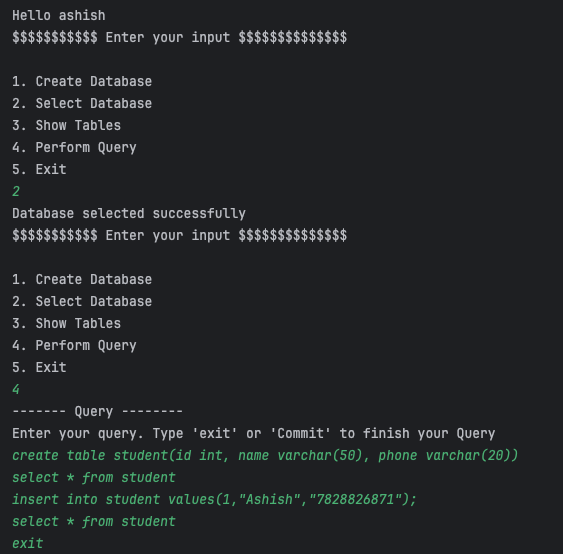 Hello ashish
$$$$$$$$$$$ Enter your input $$$$$$$$$$$$$$
1. Create Database
2. Select Database
3. Show Tables
4. Perform Query
5. Exit
2
Database selected successfully
$$$$$$$$$$$ Enter your input $$$$$$$$$$$$$$
1. Create Database
2. Select Database
3. Show Tables
4. Perform Query
5. Exit
4
------- Query --------
Enter your query. Type 'exit' or 'Commit' to finish your Query
create table student(id int, name varchar(50), phone varchar(20))
select * from student
insert into student values(1,"Ashish","7828826871");
select * from student
exit